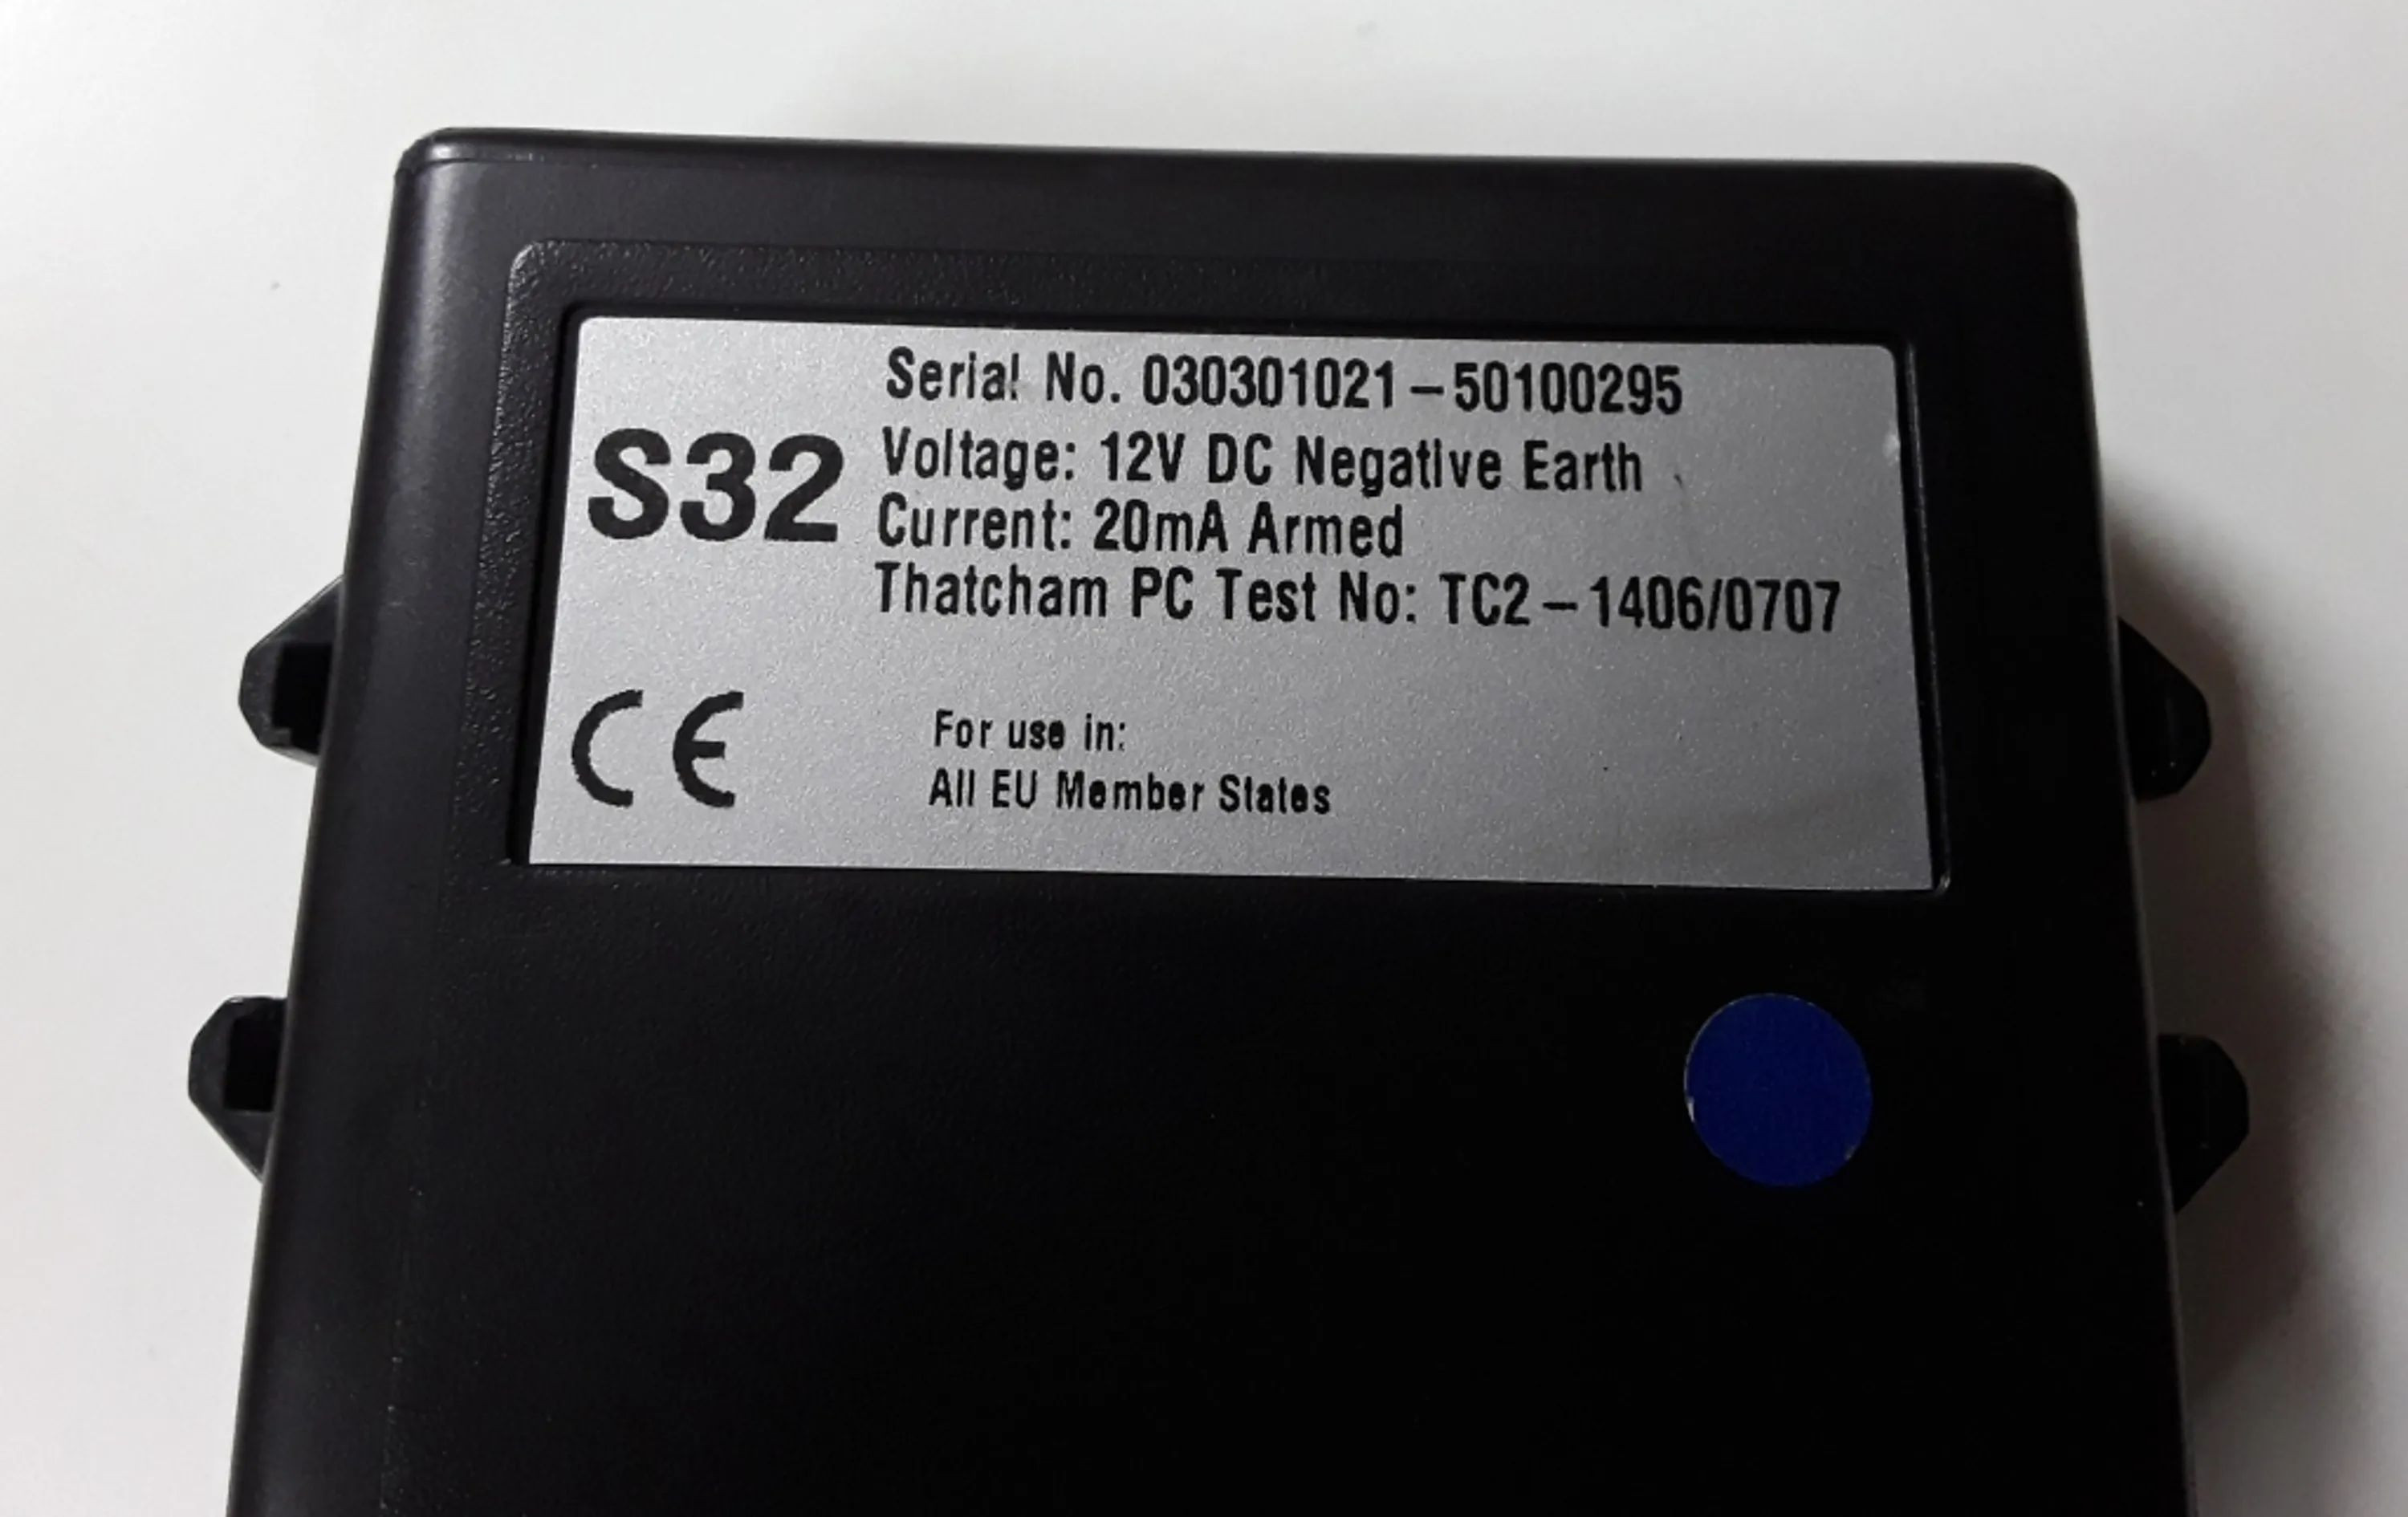 Serial No. 030301021-50100295
S32
Voltage: 12V DC Negative Earth
Current: 20mA Armed
Thatcham PC Test No: TC2-1406/0707
CE
For use in:
All EU Member States